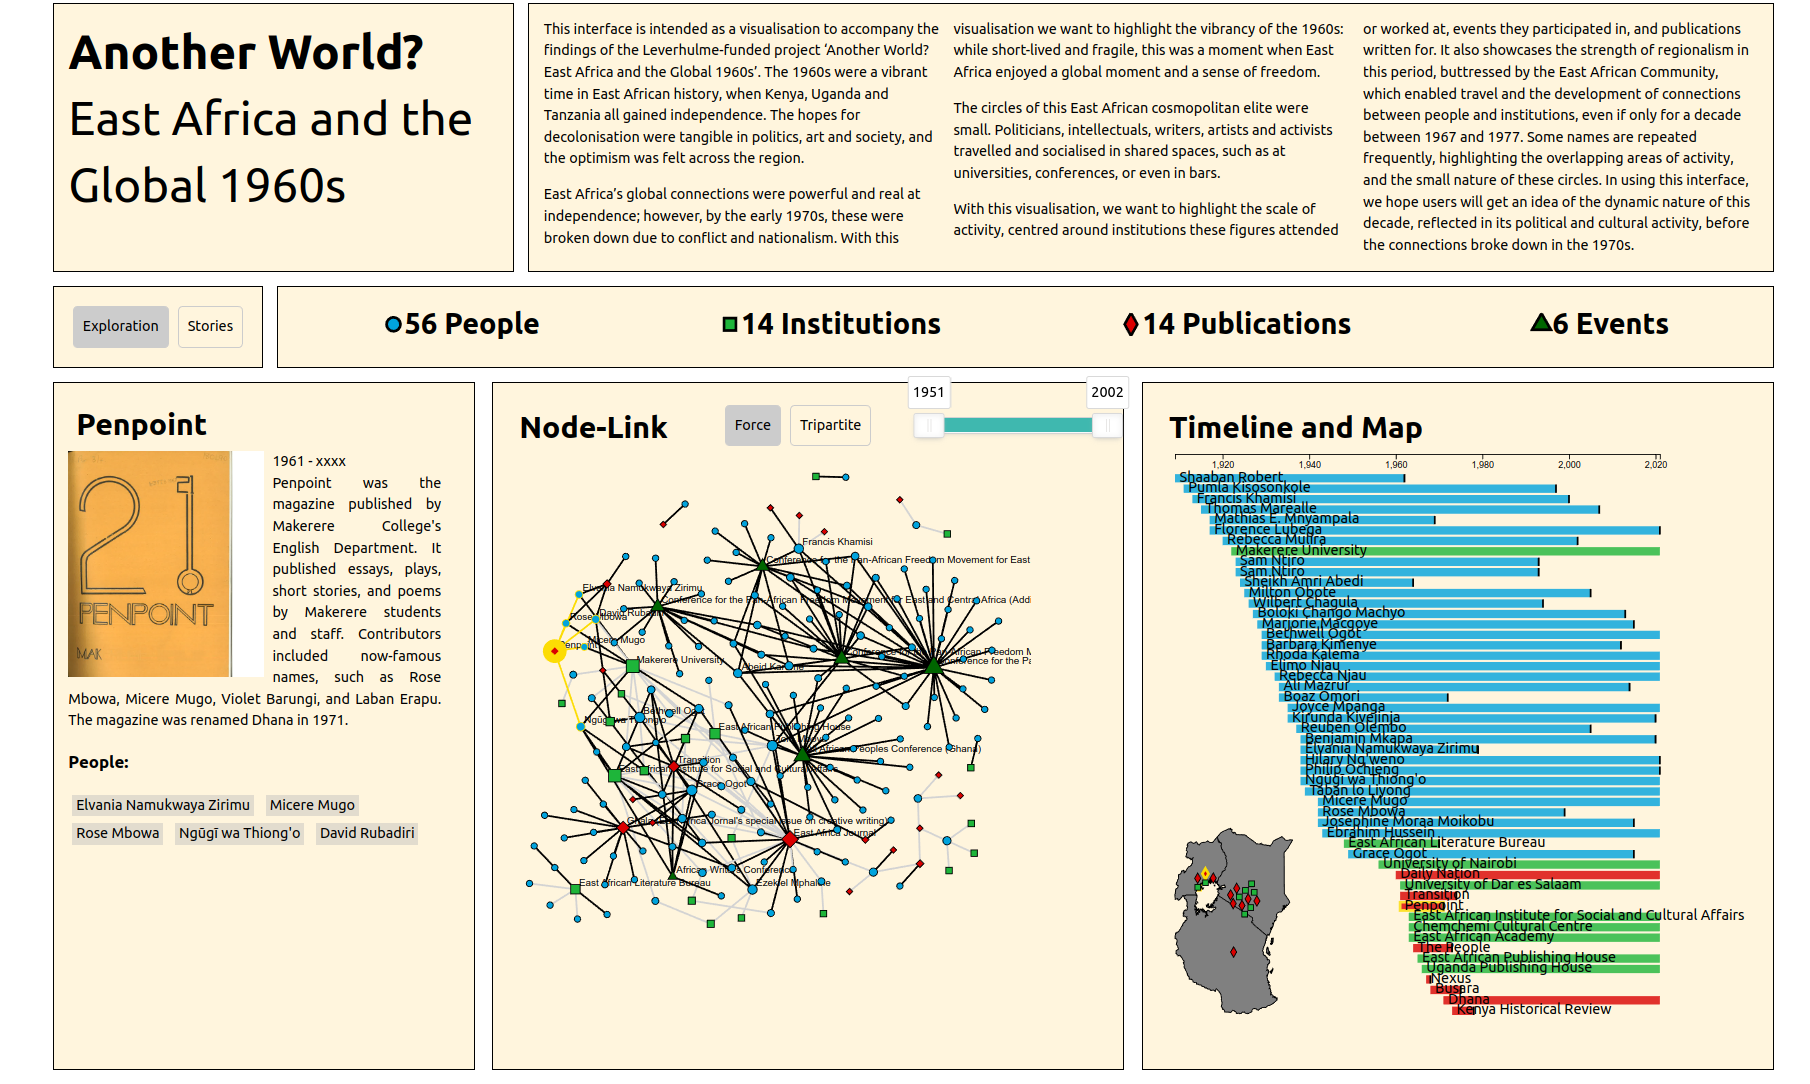 Another World?
East Africa and the
Global 1960s
This interface is intended as a visualisation to accompany the
findings of the Leverhulme-funded project ‘Another World?
East Africa and the Global 1960s’. The 1960s were a vibrant
time in East African history, when Kenya, Uganda and
Tanzania all gained independence. The hopes for
decolonisation were tangible in politics, art and society, and
the optimism was felt across the region.
East Africa’s global connections were powerful and real at
independence; however, by the early 1970s, these were
broken down due to conflict and nationalism. With this
visualisation we want to highlight the vibrancy of the 1960s:
while short-lived and fragile, this was a moment when East
Africa enjoyed a global moment and a sense of freedom.
The circles of this East African cosmopolitan elite were
small. Politicians, intellectuals, writers, artists and activists
travelled and socialised in shared spaces, such as at
universities, conferences, or even in bars.
With this visualisation, we want to highlight the scale of
activity, centred around institutions these figures attended
or worked at, events they participated in, and publications
written for. It also showcases the strength of regionalism in
this period, buttressed by the East African Community,
which enabled travel and the development of connections
between people and institutions, even if only for a decade
between 1967 and 1977. Some names are repeated
frequently, highlighting the overlapping areas of activity,
and the small nature of these circles. In using this interface,
we hope users will get an idea of the dynamic nature of this
decade, reflected in its political and cultural activity, before
the connections broke down in the 1970s.
Exploration
Stories
56 People
14 Institutions
14 Publications
6 Events
Penpoint
21
PENPOINT
MAK
1961 - xxxx
Penpoint was the
magazine published by
Makerere College's
English Department. It
published essays, plays,
short stories, and poems
by Makerere students
and staff. Contributors
included now-famous
names, such as Rose
Mbowa, Micere Mugo, Violet Barungi, and Laban Erapu.
The magazine was renamed Dhana in 1971.
People:
Elvania Namukwaya Zirimu
Micere Mugo
Rose Mbowa
Ngũgĩ wa Thiong'o
David Rubadiri
Node-Link
Force
Tripartite
1951
2002
Francis Khamisi
Conference for the Pan-African Freedom Movement for East
Elvania Namukwaya Zirimu
Conference for the Pan-African Freedom Movement for East and Central Africa (Addi
David Rubadiri
Rose Mbowa
Micere Mugo
Penpoint
Makerere University
Conference for the Pan-African Freedom M
Conference for the Pa
Abeid Karume
Bethwell Ogot
Ngũgĩ wa Thiong'o
East African Publishing House
African Peoples Conference (Ghana)
Transition
East African Institute for Social and Cultural Affairs
Grace Ogot
Ghala (East Africa Jornal's special issue on creative writing)
East Africa Journal
African Writers Conference
East African Literature Bureau
Ezekiel Mphahlele
Timeline and Map
1,920
1,940
1,960
1,980
2,000
2,020
Shaaban Robert
Pumla Kisosonkole
Francis Khamisi
Thomas Marealle
Mathias E. Mnyampala
Florence Lubega
Rebecca Mulira
Makerere University
Sam Ntiro
Sam Ntiro
Sheikh Amri Abedi
Milton Obote
Wilbert Chagula
Boloki Chango Machyo
Marjorie Macgoye
Bethwell Ogot
Barbara Kimenye
Rhoda Kalema
Elimo Njau
Rebecca Njau
Ali Mazrui
Boaz Omori
Joyce Mpanga
Kirunda Kivejinja
Reuben Olembo
Benjamin Mkapa
Elvania Namukwaya Zirimu
Hilary Ng'weno
Philip Ochieng
Ngũgĩ wa Thiong'o
Taban lo Liyong
Micere Mugo
Rose Mbowa
Josephine Moraa Moikobu
Ebrahim Hussein
East African Literature Bureau
Grace Ogot
University of Nairobi
Daily Nation
University of Dar es Salaam
Transition
Penpoint
East African Institute for Social and Cultural Affairs
Chemchemi Cultural Centre
East African Academy
The People
East African Publishing House
Uganda Publishing House
Nexus
Busara
Dhana
Kenya Historical Review